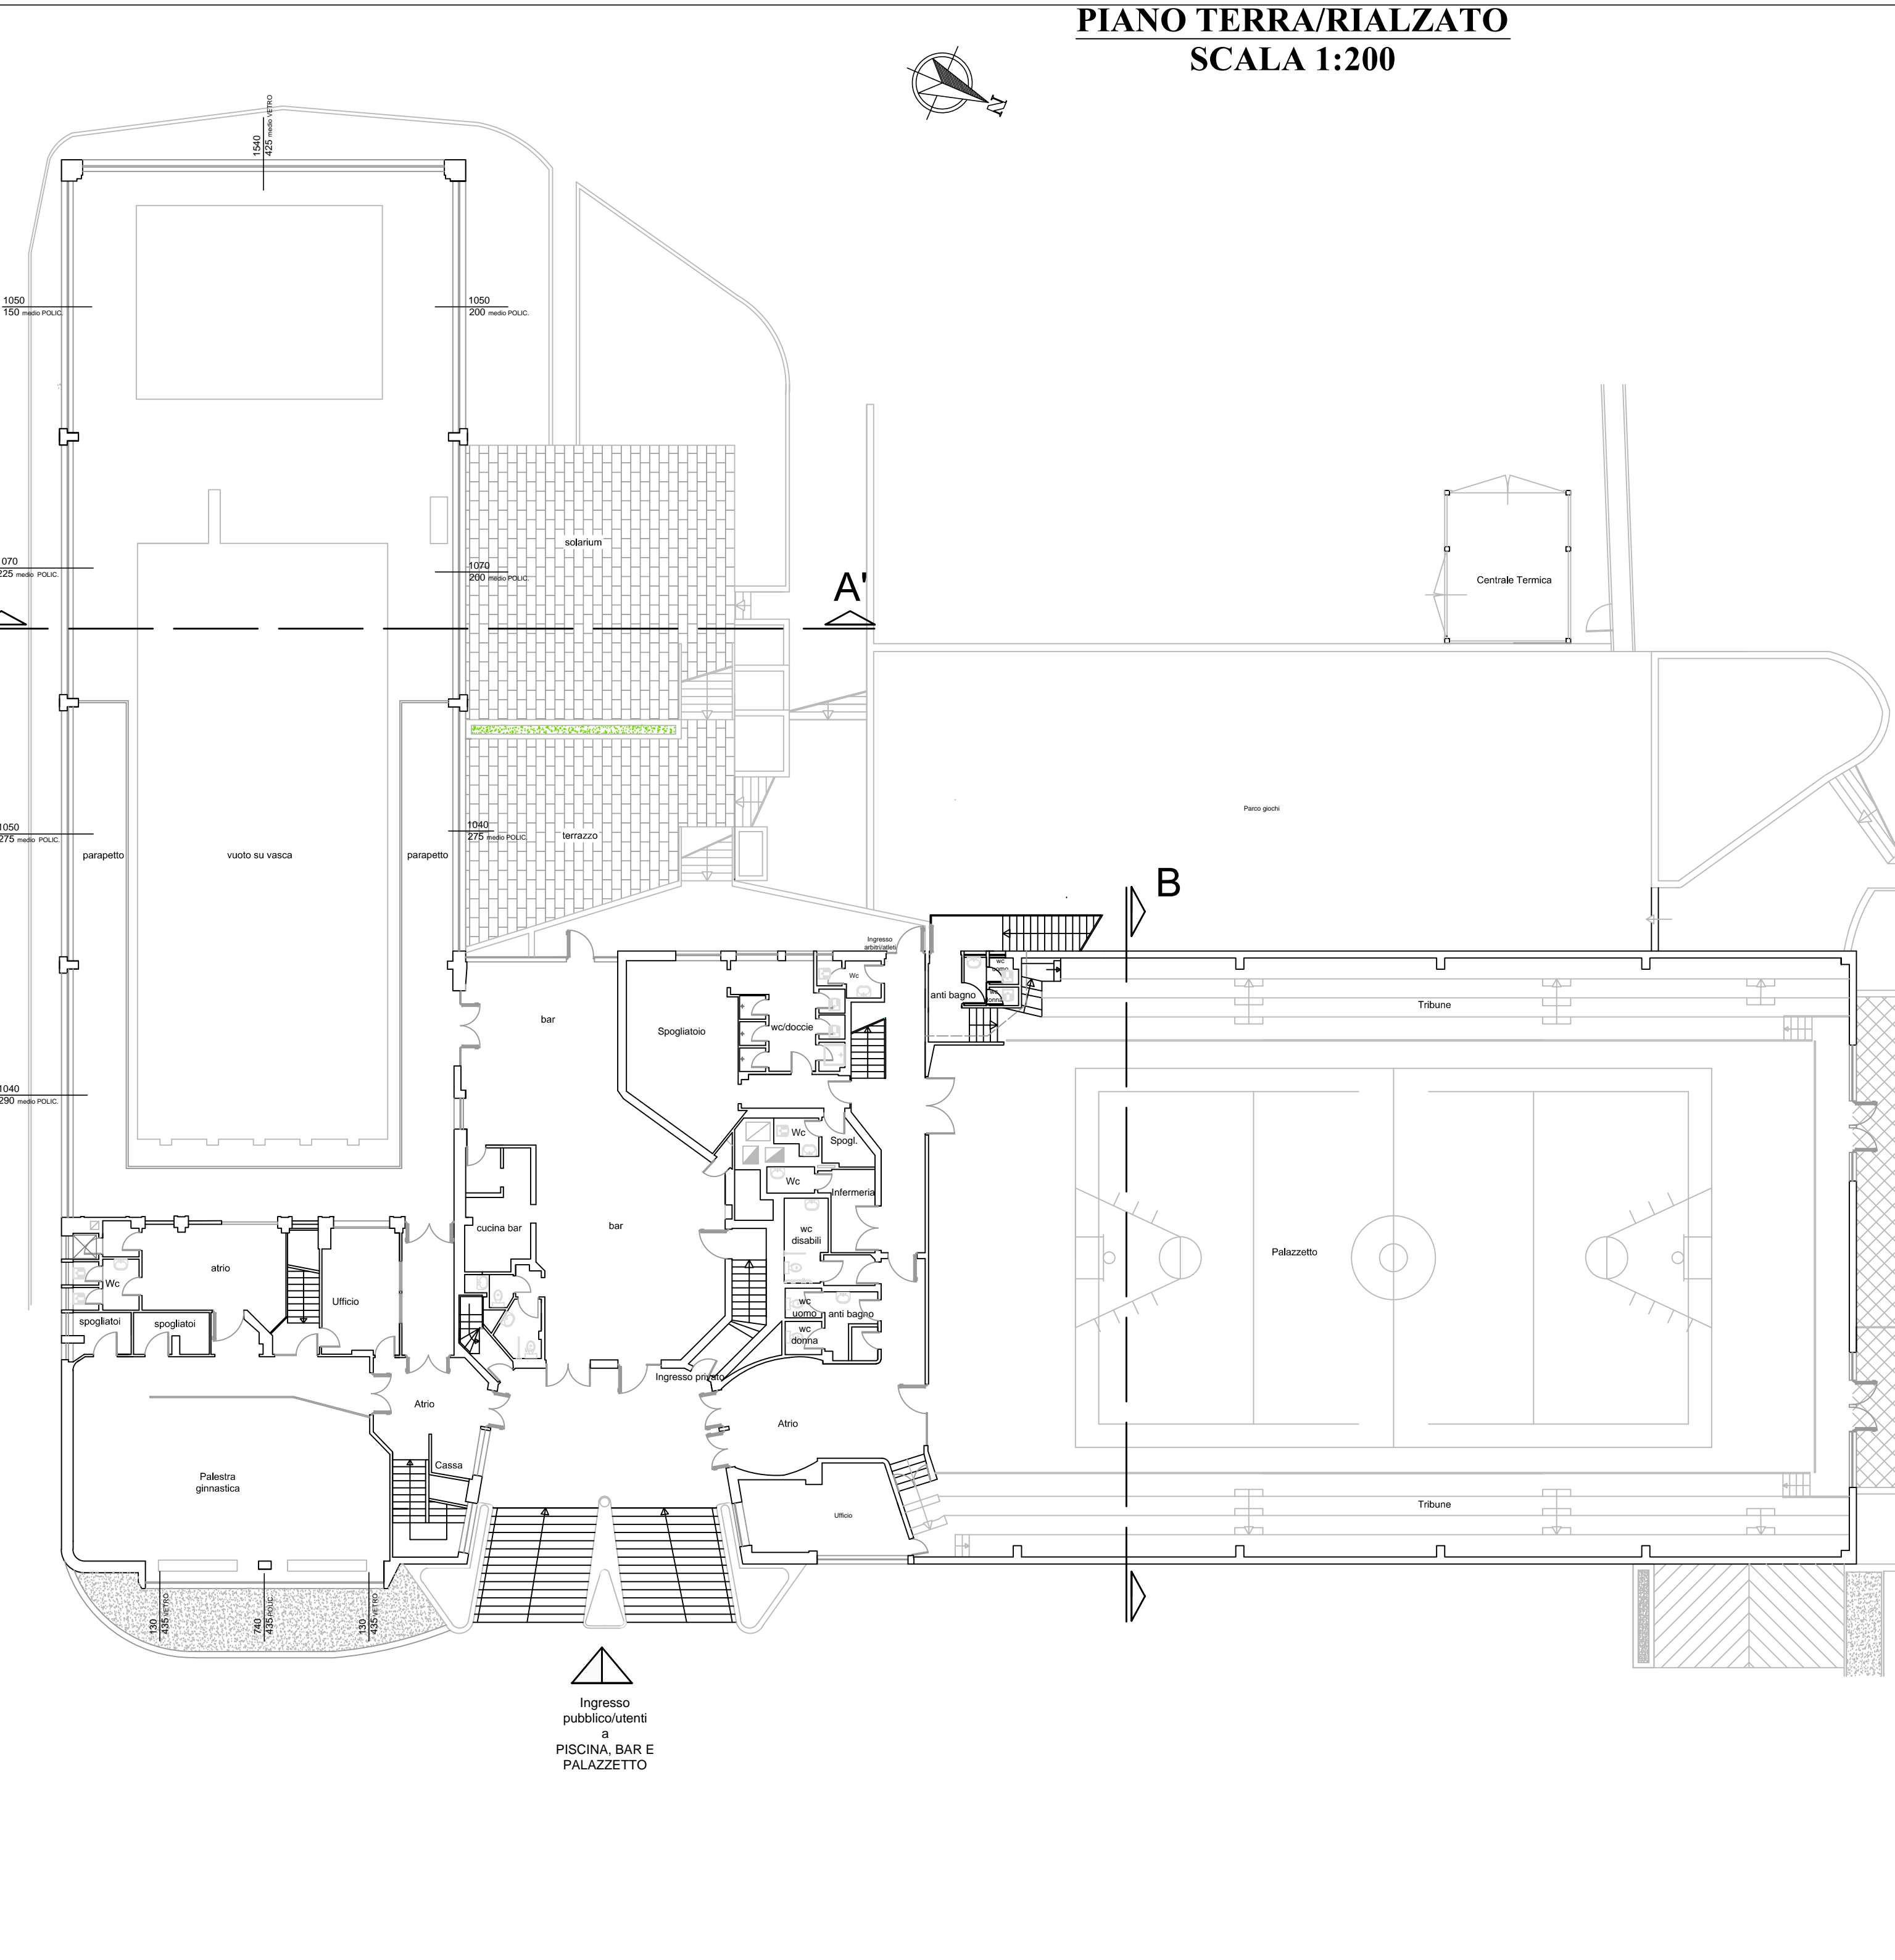 PIANO TERRA/RIALZATO
SCALA 1:200
N
1540
425 medio VETRO
1050
150 medio POLIC.
1050
200 medio POLIC.
solarium
1070
200 medio POLIC.
225 medio POLIC.
A'
Centrale Termica
Parco giochi
1050
275 medio POLIC.
1040
275 medio POLIC.
terrazzo
parapetto
vuoto su vasca
parapetto
B
Ingresso
arbitri/atleti
Wc
wc
uomo
anti bagno
wc
donna
Tribune
bar
Spogliatoio
wc/doccie
1040
290 medio POLIC.
Wc
Spogl.
Wc
Infermeria
cucina bar
bar
wc
disabili
Palazzetto
atrio
Wc
Ufficio
wc
uomo
anti bagno
wc
donna
spogliatoi
spogliatoi
Ingresso privato
Atrio
Atrio
Cassa
Palestra
ginnastica
Tribune
Ufficio
130
435 VETRO
740
435 POLIC.
130
435 VETRO
Ingresso
pubblico/utenti
a
PISCINA, BAR E
PALAZZETTO